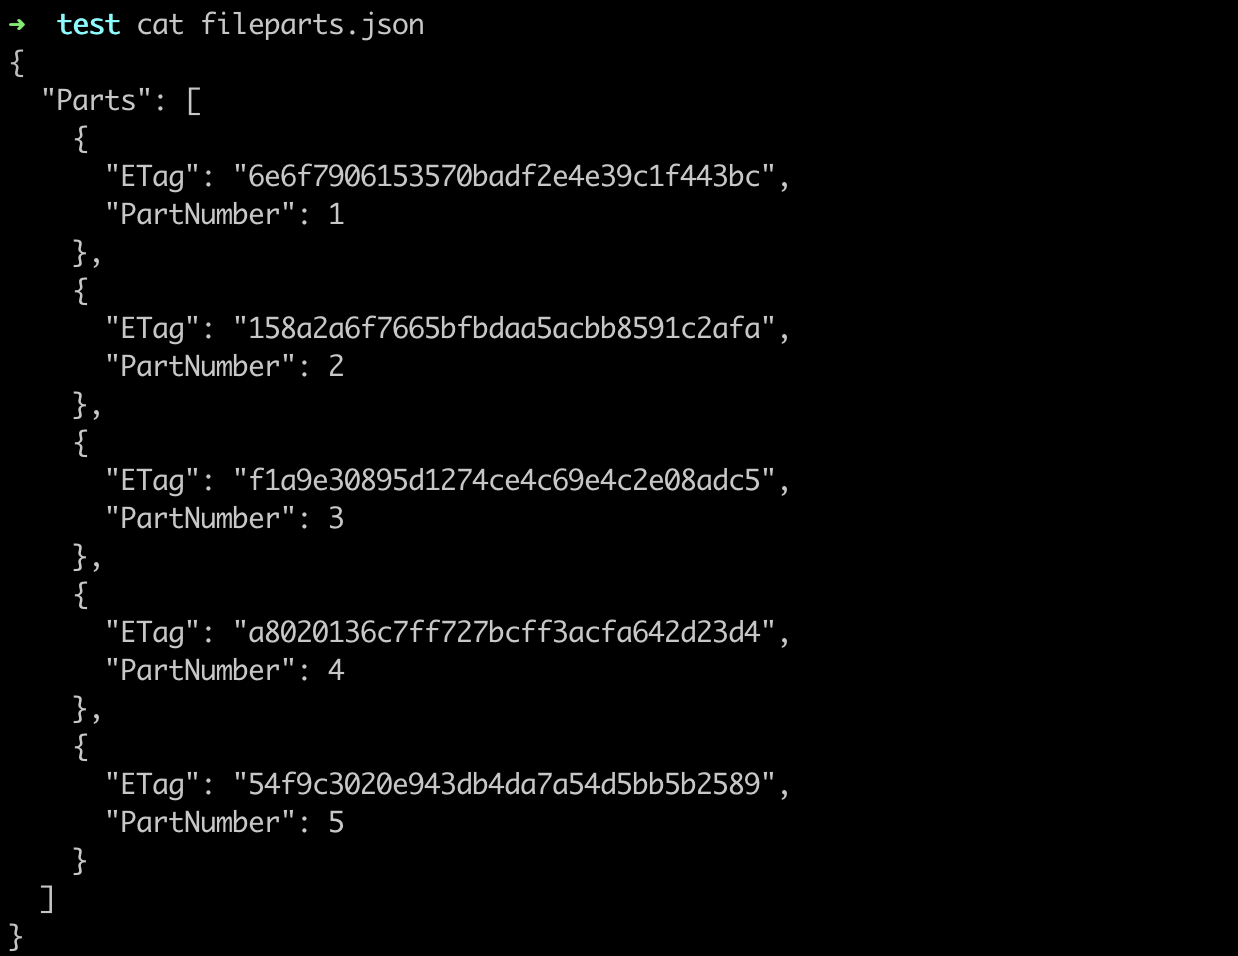 ➜  test cat fileparts.json
{
  "Parts": [
    {
      "ETag": "6e6f7906153570badf2e4e39c1f443bc",
      "PartNumber": 1
    },
    {
      "ETag": "158a2a6f7665bfbdaa5acbb8591c2afa",
      "PartNumber": 2
    },
    {
      "ETag": "f1a9e30895d1274ce4c69e4c2e08adc5",
      "PartNumber": 3
    },
    {
      "ETag": "a8020136c7ff727bcff3acfa642d23d4",
      "PartNumber": 4
    },
    {
      "ETag": "54f9c3020e943db4da7a54d5bb5b2589",
      "PartNumber": 5
    }
  ]
}